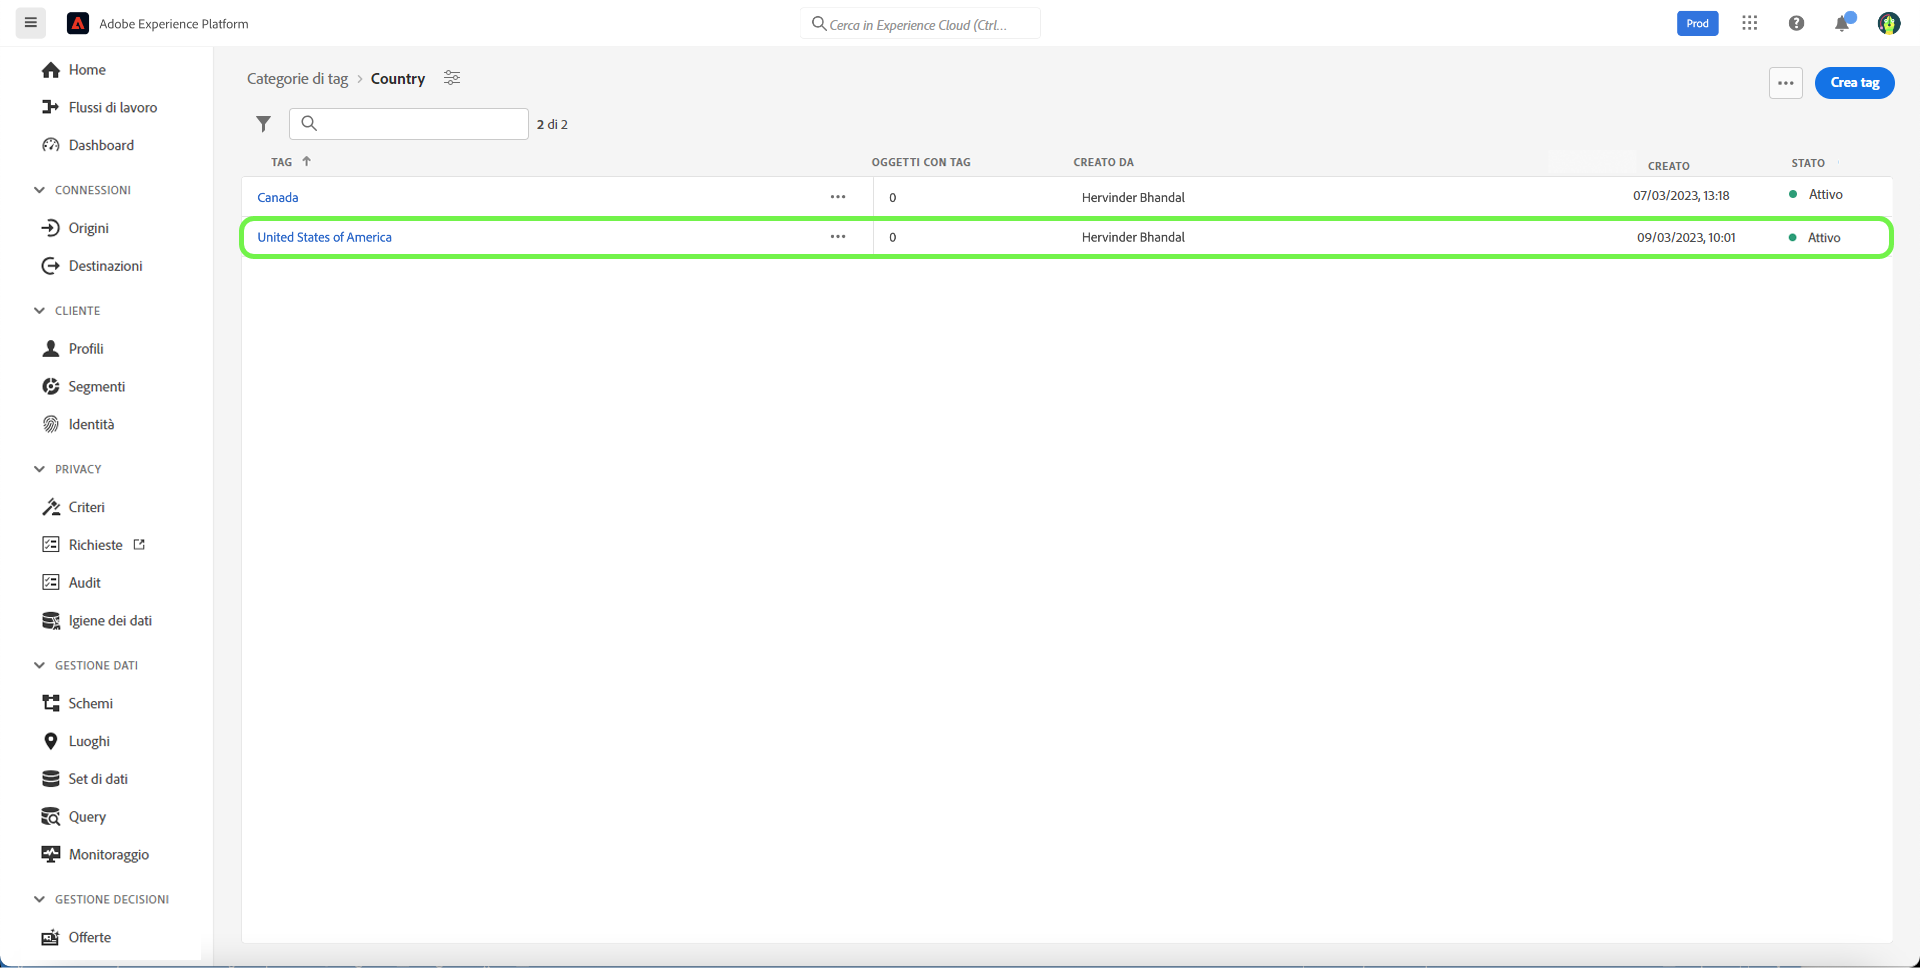 Adobe Experience Platform
Cerca in Experience Cloud (Ctrl...
Prod
Home
Flussi di lavoro
Dashboard
CONNESSIONI
Origini
Destinazioni
CLIENTE
Profili
Segmenti
Identità
PRIVACY
Criteri
Richieste
Audit
Igiene dei dati
GESTIONE DATI
Schemi
Luoghi
Set di dati
Query
Monitoraggio
GESTIONE DECISIONI
Offerte
Categorie di tag › Country
Crea tag
2 di 2
TAG OGGETTI CON TAG CREATO DA CREATO STATO
Canada 0 Hervinder Bhandal 07/03/2023, 13:18 Attivo
United States of America 0 Hervinder Bhandal 09/03/2023, 10:01 Attivo